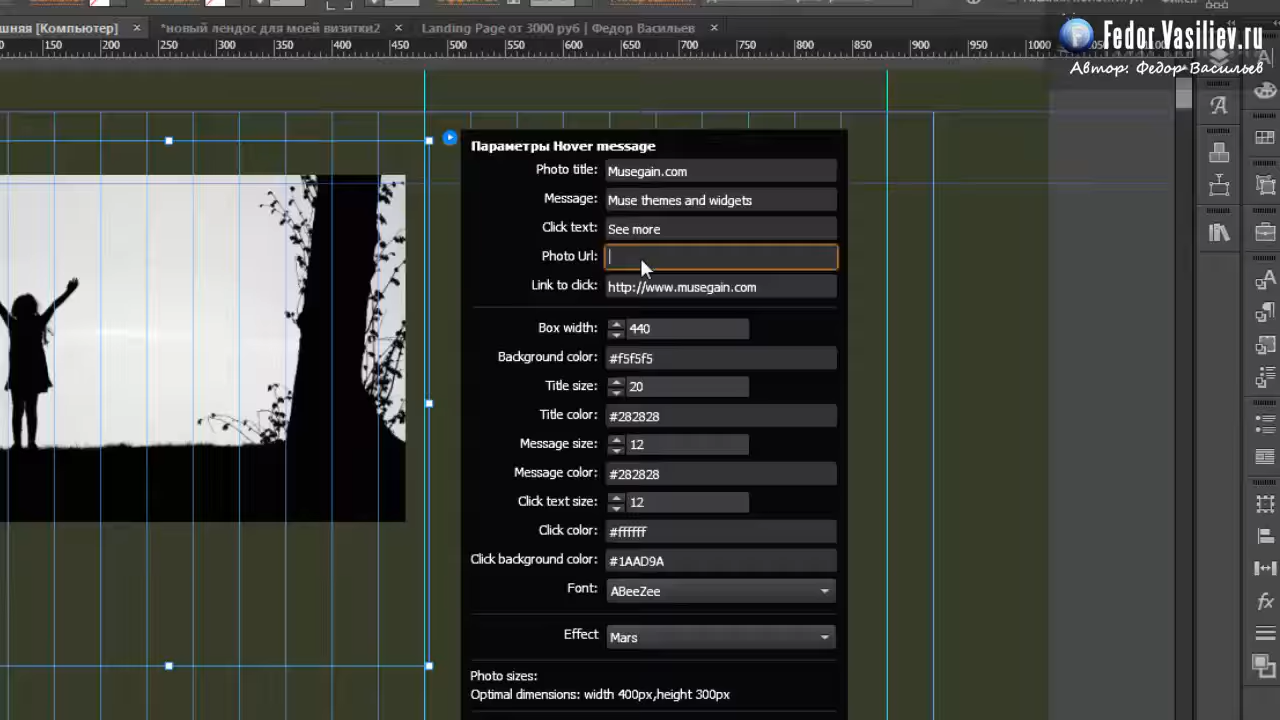 шняя [Компьютер] × *новый лендос для моей визитки2 × Landing Page от 3000 руб | Федор Васильев ×
Fedor.Vasiliev.ru
Автор: Федор Васильев
150 200 250 300 350 400 450 500 550 600 650 700 750 800 850 900 950 1000
Параметры Hover message
Photo title: Musegain.com
Message: Muse themes and widgets
Click text: See more
Photo Url:
Link to click: http://www.musegain.com
Box width: 440
Background color: #f5f5f5
Title size: 20
Title color: #282828
Message size: 12
Message color: #282828
Click text size: 12
Click color: #ffffff
Click background color: #1AAD9A
Font: ABeeZee
Effect Mars
Photo sizes:
Optimal dimensions: width 400px,height 300px